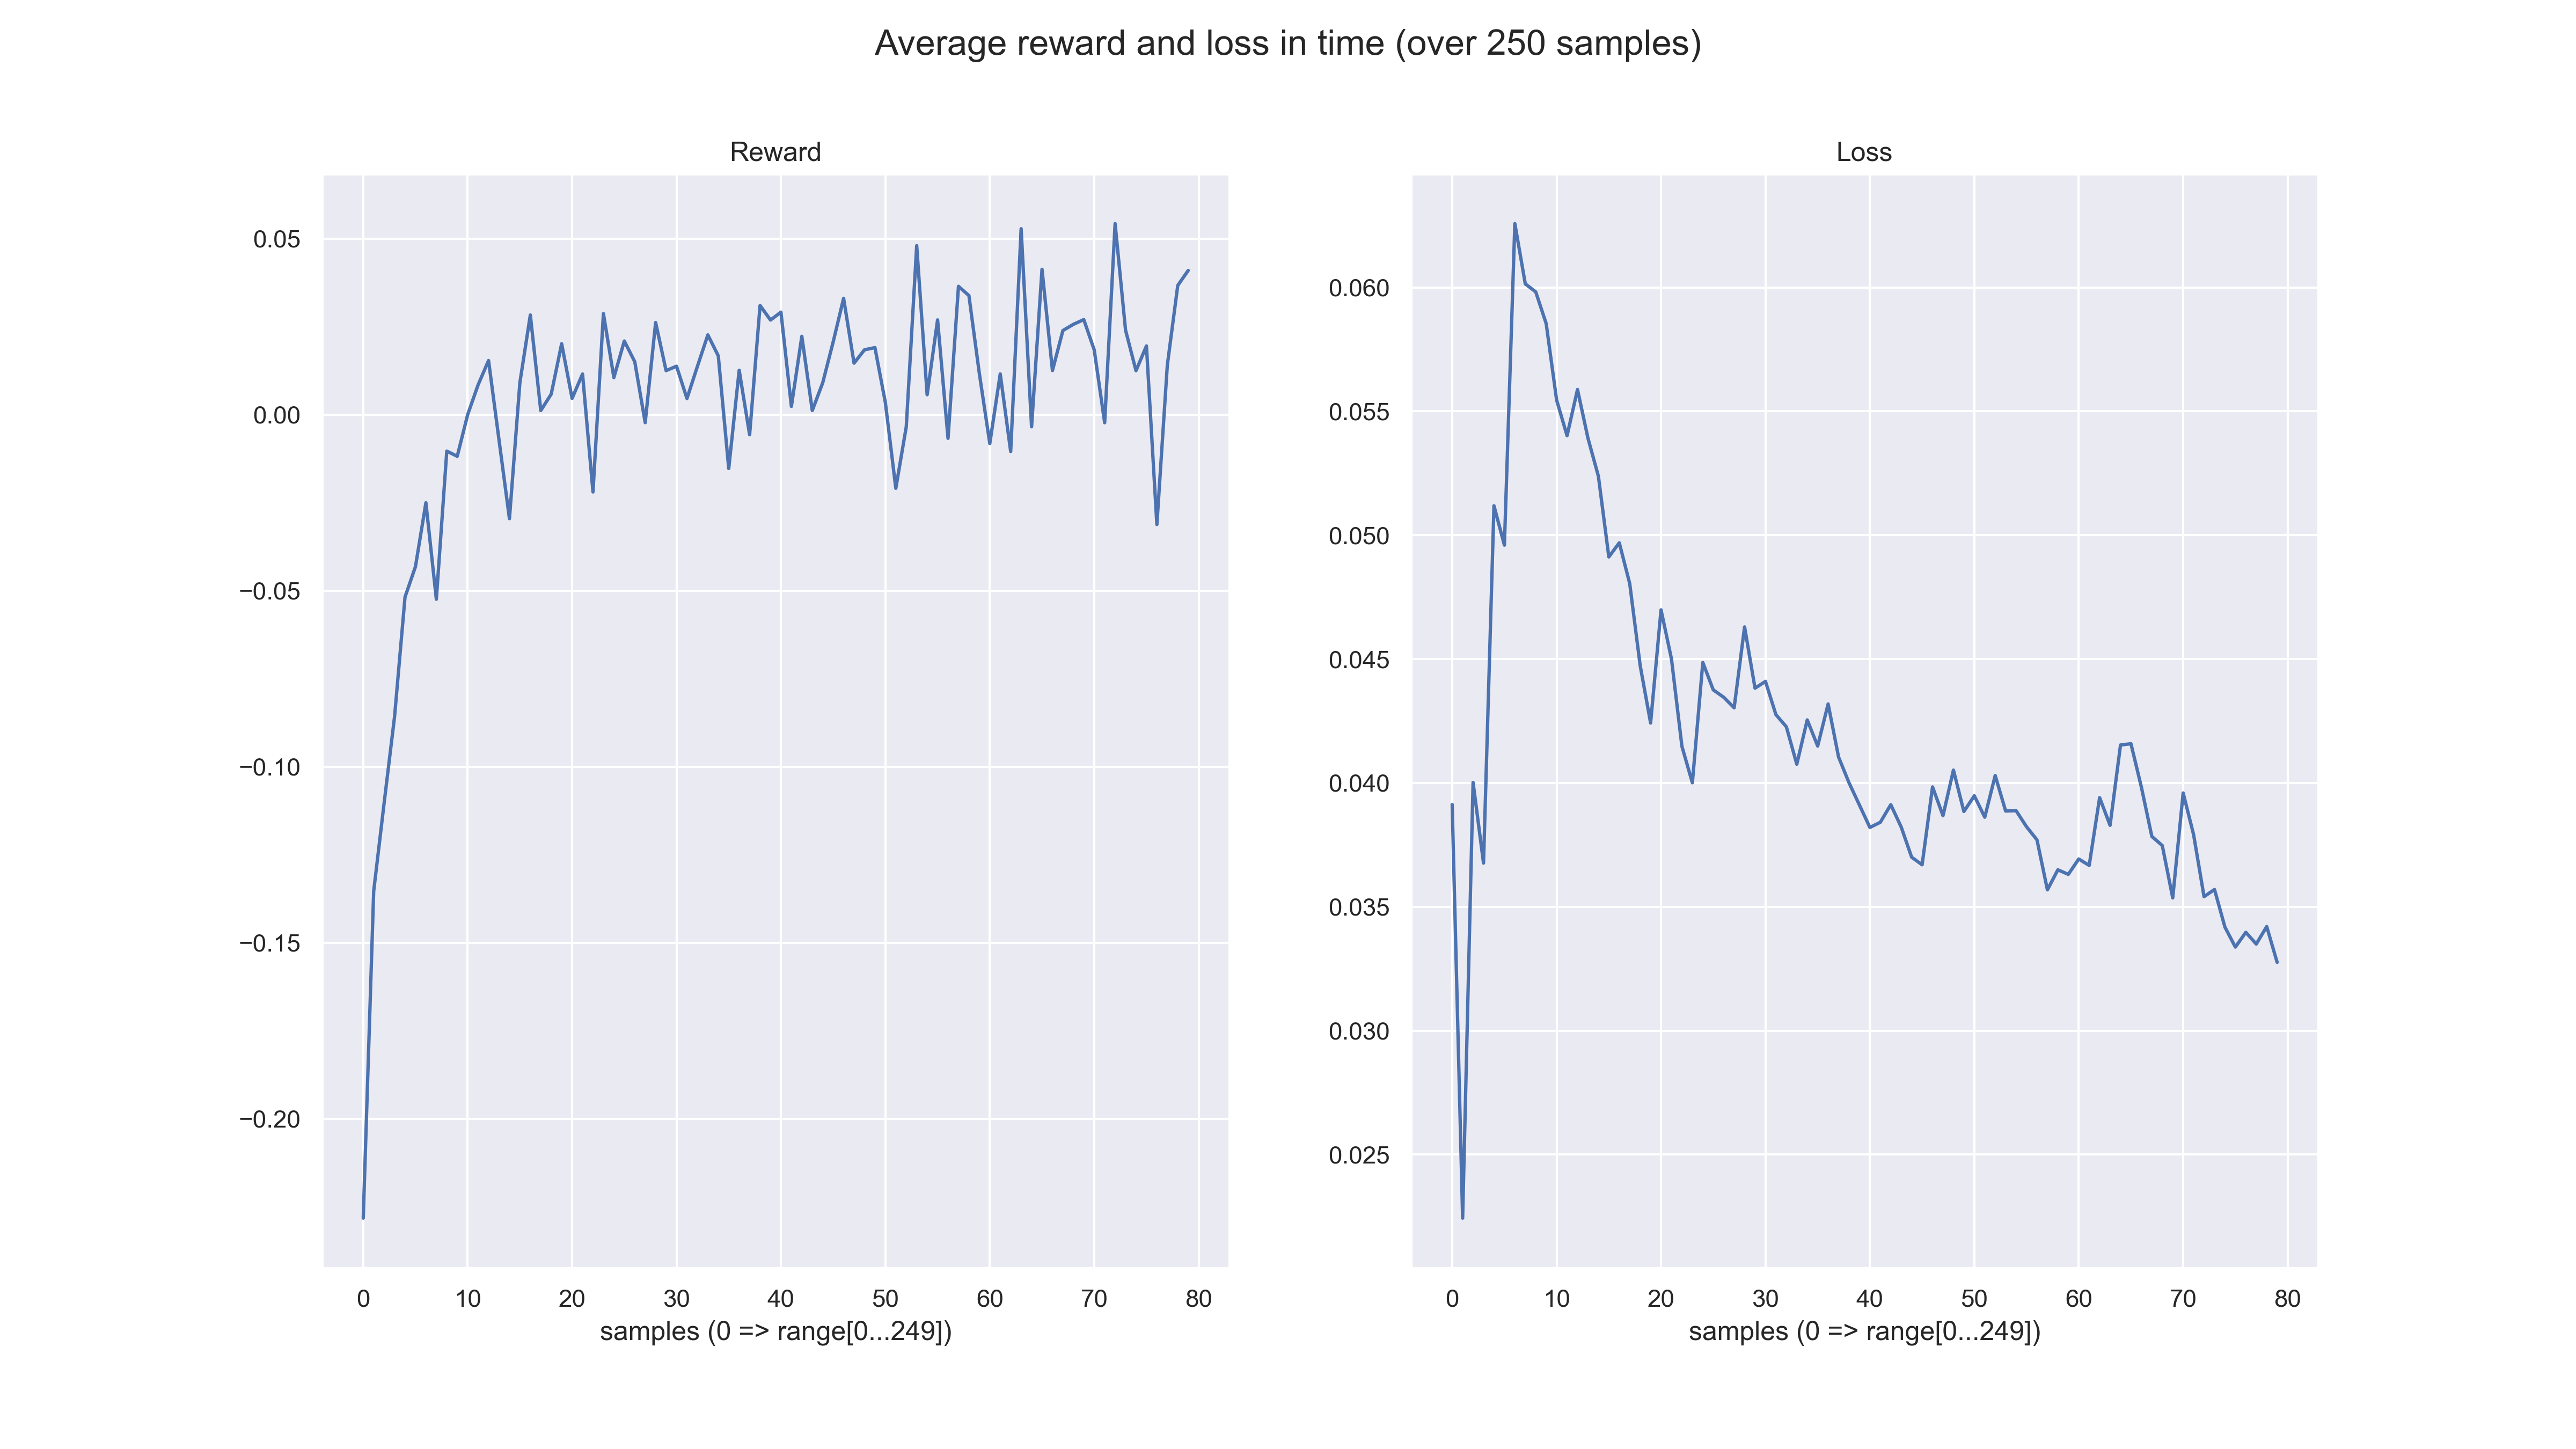 Average reward and loss in time (over 250 samples)
Reward
0.05
0.00
−0.05
−0.10
−0.15
−0.20
0 10 20 30 40 50 60 70 80
samples (0 => range[0...249])
Loss
0.060
0.055
0.050
0.045
0.040
0.035
0.030
0.025
0 10 20 30 40 50 60 70 80
samples (0 => range[0...249])